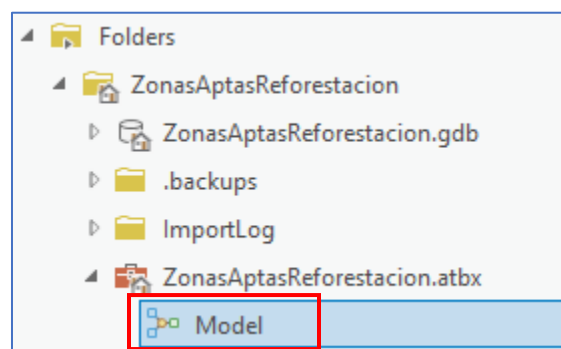 Folders
ZonasAptasReforestacion
ZonasAptasReforestacion.gdb
.backups
ImportLog
ZonasAptasReforestacion.atbx
Model